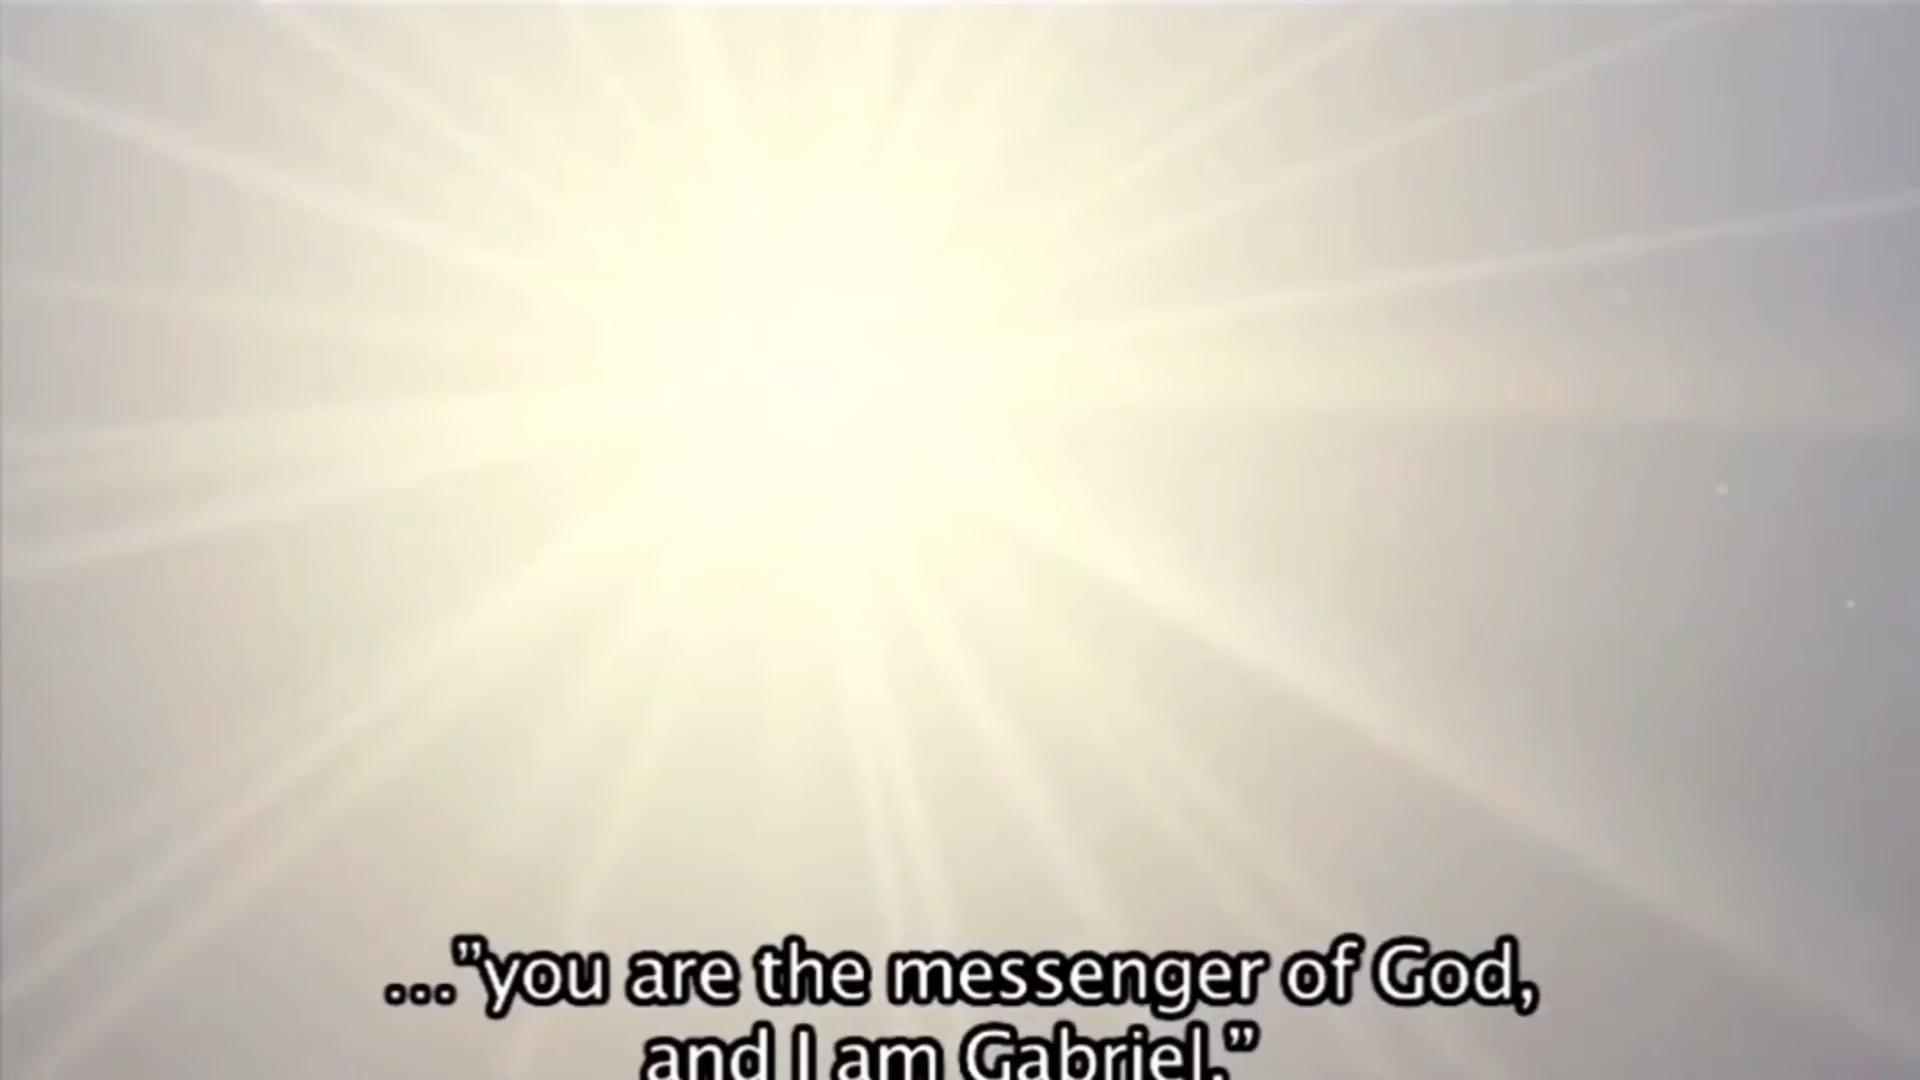 ..."you are the messenger of God,
and I am Gabriel."